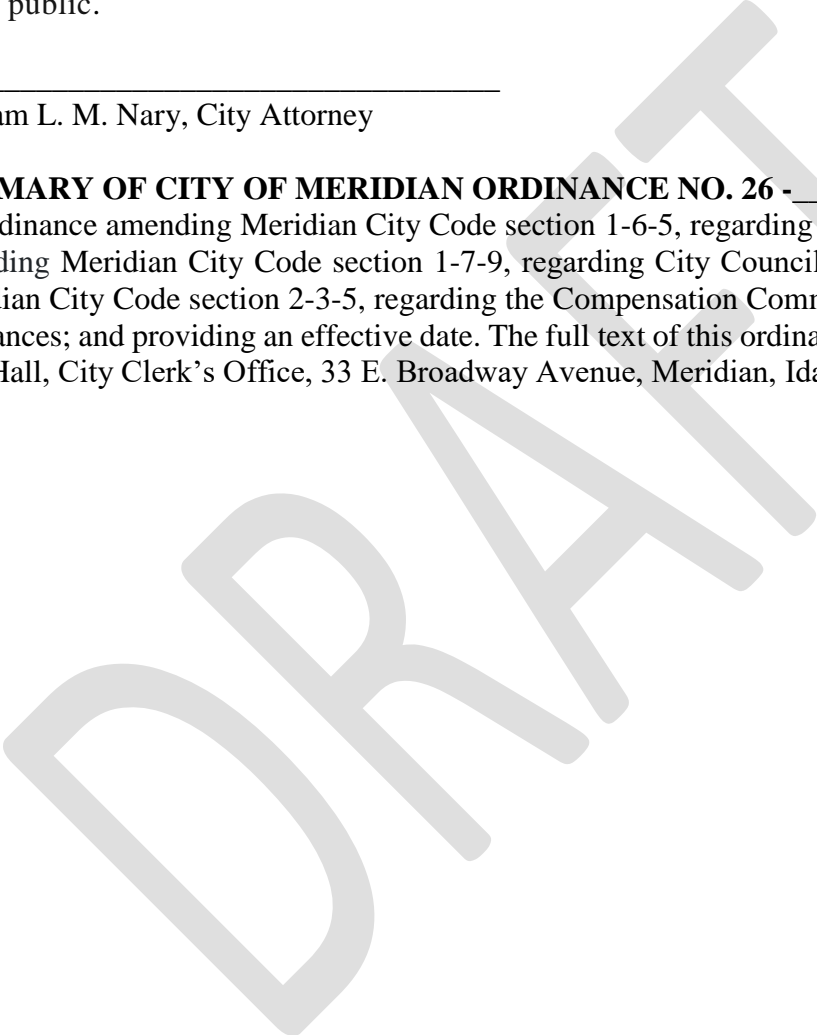 public.
_______________________________
am L. M. Nary, City Attorney
MARY OF CITY OF MERIDIAN ORDINANCE NO. 26 -__
dinance amending Meridian City Code section 1-6-5, regarding
ding Meridian City Code section 1-7-9, regarding City Council
dian City Code section 2-3-5, regarding the Compensation Comm
ances; and providing an effective date. The full text of this ordina
Hall, City Clerk’s Office, 33 E. Broadway Avenue, Meridian, Ida
DRAFT